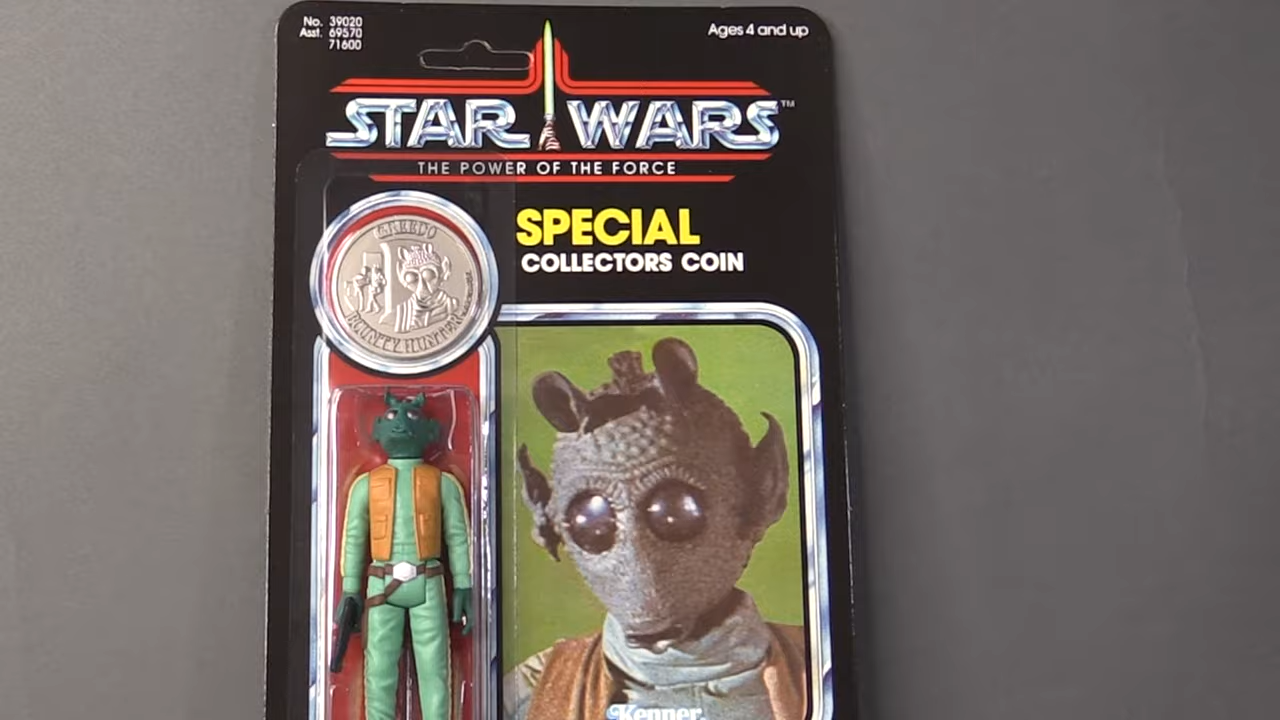 No. 39020
Asst. 69570
71600
Ages 4 and up
STAR WARS™
THE POWER OF THE FORCE
SPECIAL
COLLECTORS COIN
GREEDO
BOUNTY HUNTER
Kenner.